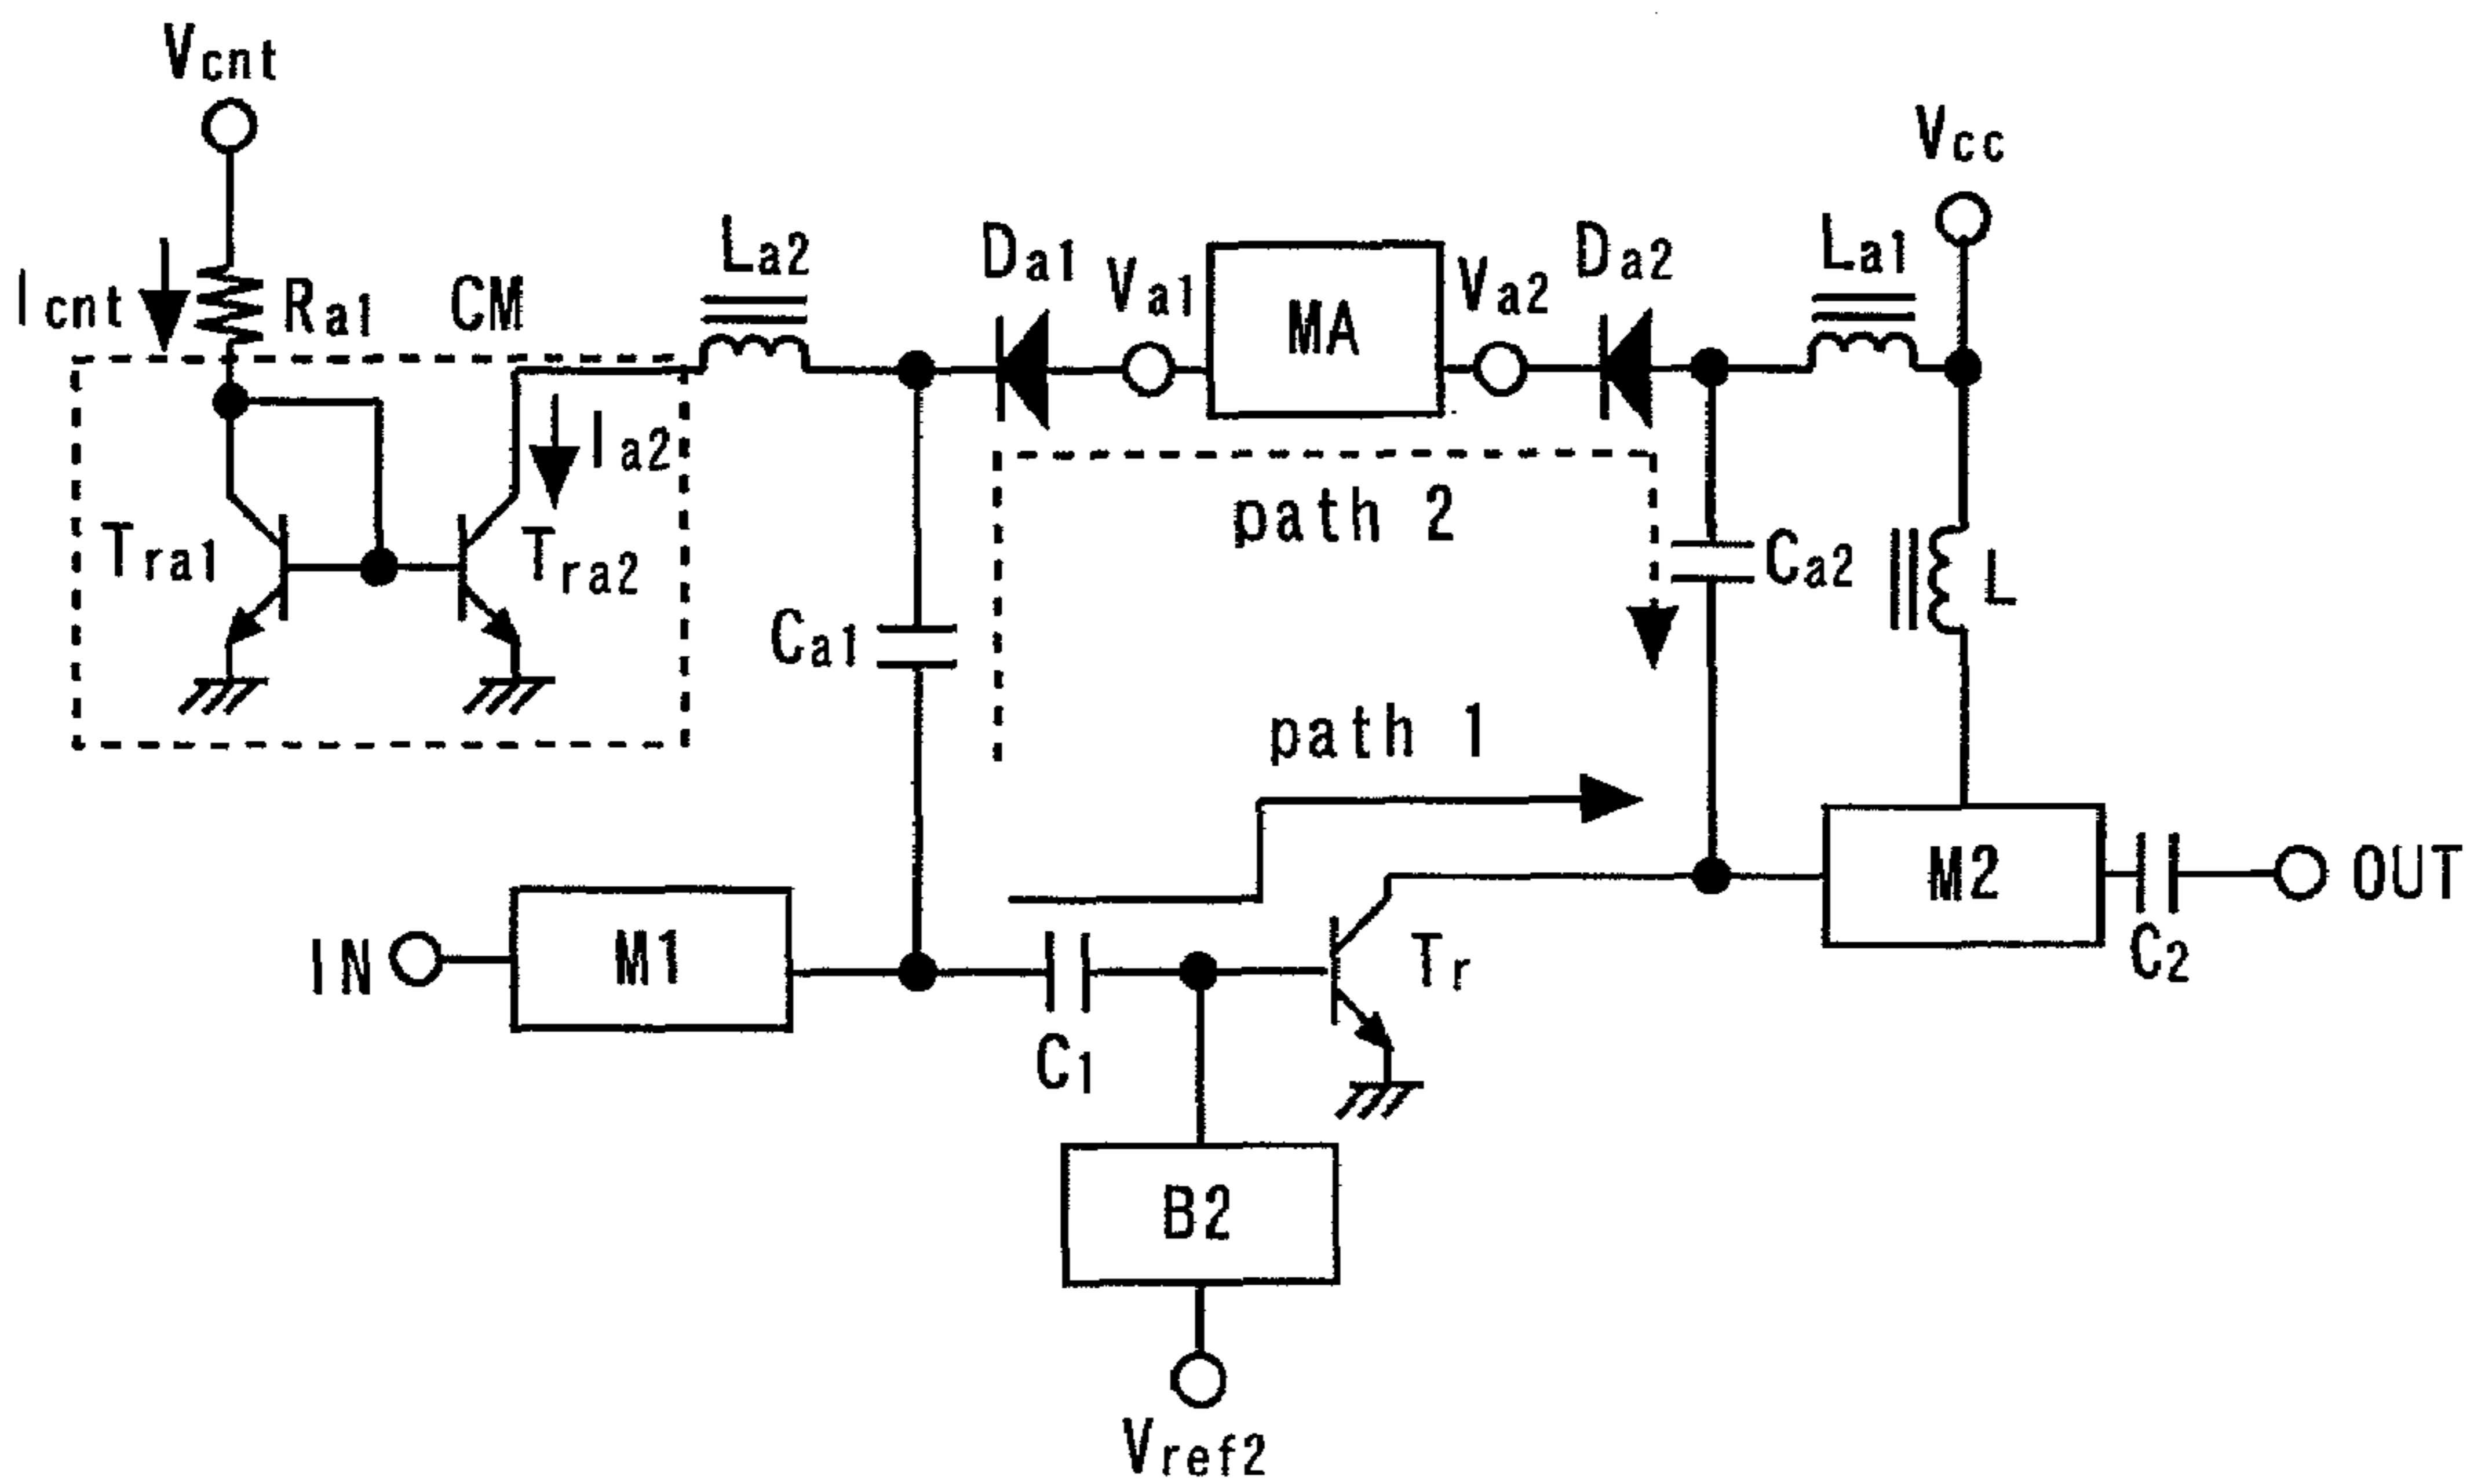 Vcnt
Vcc
La2
Da1
Va1
MA
Va2
Da2
La1
Icnt
Ra1
CM
Ia2
path 2
Tra1
Tra2
Ca2
L
Ca1
path 1
M2
OUT
IN
M1
Tr
C2
C1
B2
Vref2